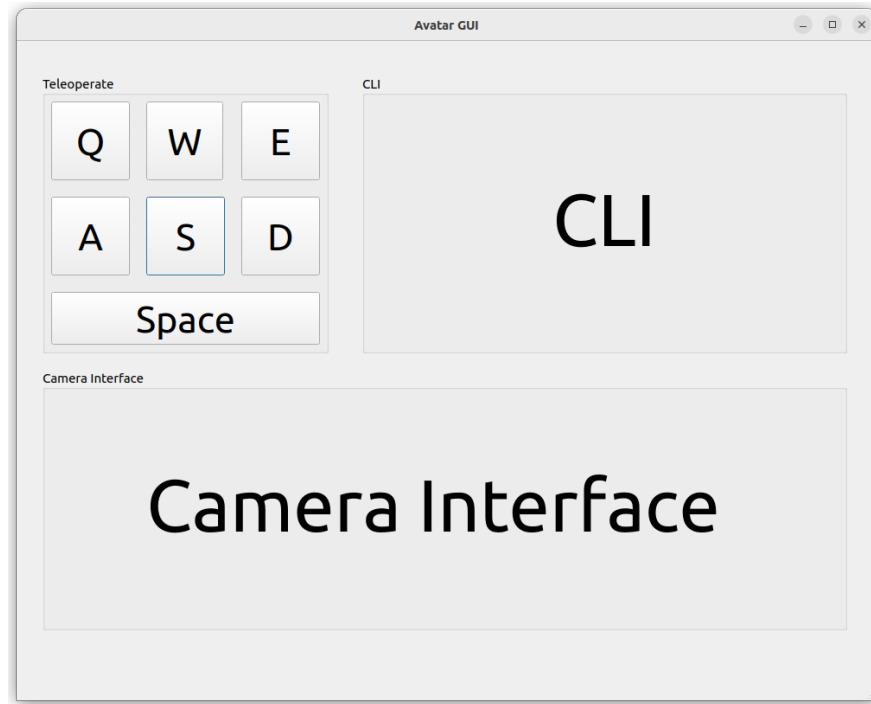 Avatar GUI
Teleoperate
Q W E
A S D
Space
CLI
CLI
Camera Interface
Camera Interface